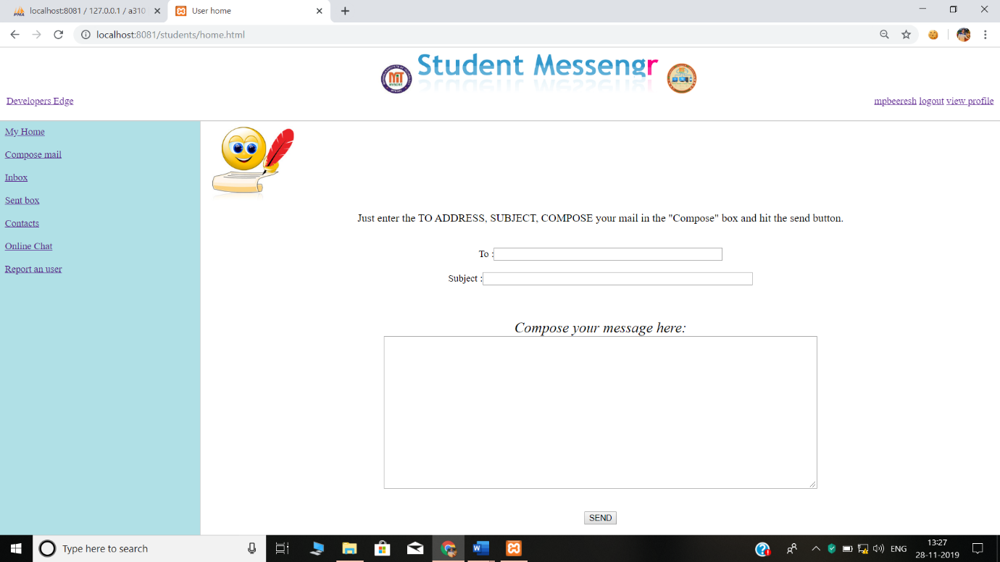 localhost:8081 / 127.0.0.1 / a310
User home
localhost:8081/students/home.html
Student Messengr
Developers Edge
mpbeeresh logout view profile
My Home
Compose mail
Inbox
Sent box
Contacts
Online Chat
Report an user
Just enter the TO ADDRESS, SUBJECT, COMPOSE your mail in the "Compose" box and hit the send button.
To :
Subject :
Compose your message here:
SEND
Type here to search
ENG
13:27
28-11-2019